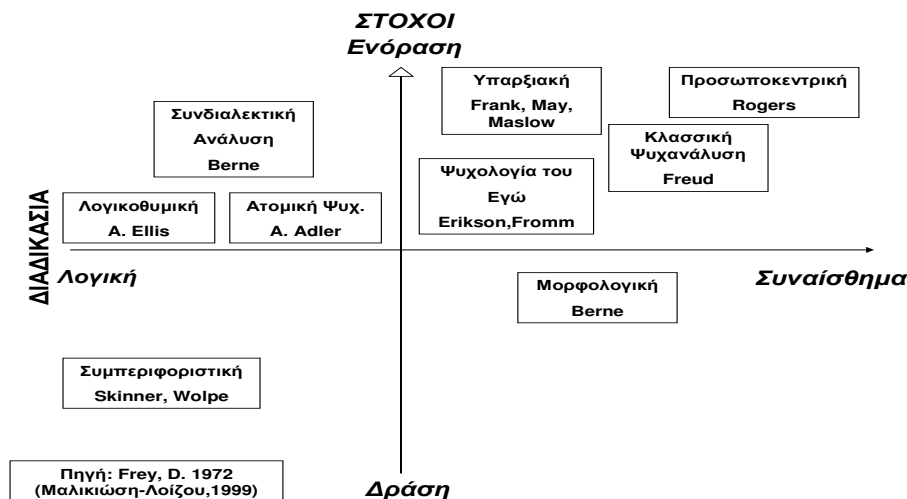 ΣΤΟΧΟΙ
Ενόραση
Υπαρξιακή
Frank, May,
Maslow
Προσωποκεντρική
Rogers
Συνδιαλεκτική
Ανάλυση
Berne
Κλασσική
Ψυχανάλυση
Freud
Ψυχολογία του
Εγώ
Erikson,Fromm
Λογικοθυμική
A. Ellis
Ατομική Ψυχ.
A. Adler
ΔΙΑΔΙΚΑΣΙΑ
Λογική
Συναίσθημα
Μορφολογική
Berne
Συμπεριφοριστική
Skinner, Wolpe
Πηγή: Frey, D. 1972
(Μαλικιώση-Λοίζου,1999)
Δράση